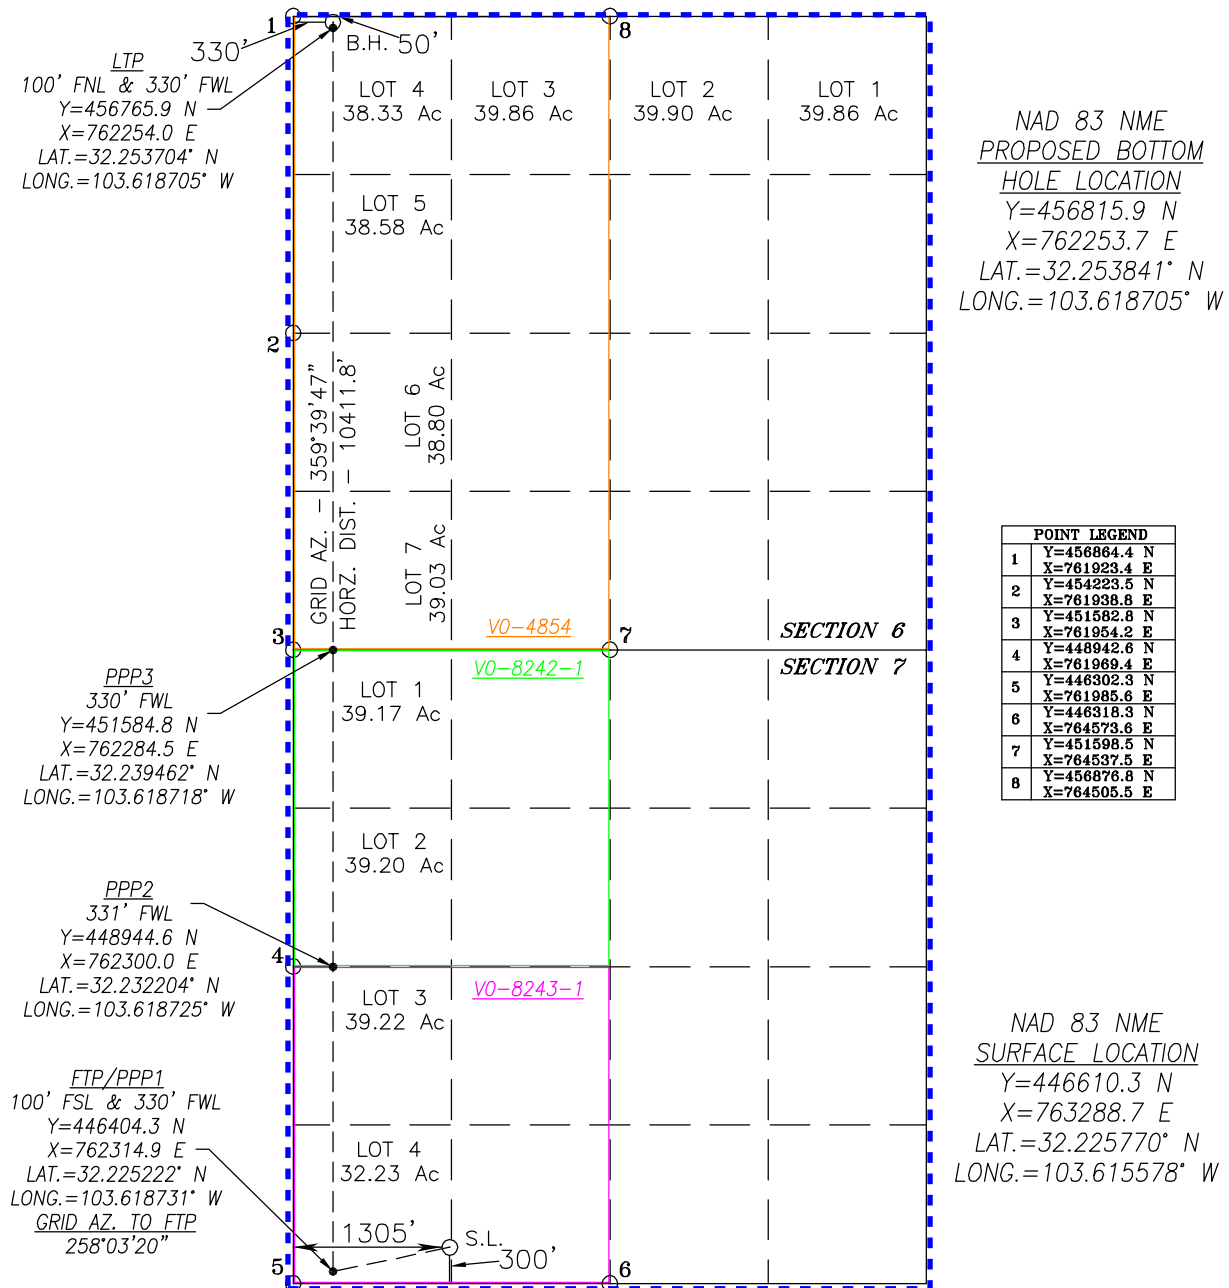 1
8
330'
B.H. 50'
LTP
100' FNL & 330' FWL
Y=456765.9 N
X=762254.0 E
LAT.=32.253704° N
LONG.=103.618705° W
LOT 4
38.33 Ac
LOT 3
39.86 Ac
LOT 2
39.90 Ac
LOT 1
39.86 Ac
NAD 83 NME
PROPOSED BOTTOM
HOLE LOCATION
Y=456815.9 N
X=762253.7 E
LAT.=32.253841° N
LONG.=103.618705° W
LOT 5
38.58 Ac
2
GRID AZ. - 359°39'47"
HORZ. DIST. - 10411.8'
LOT 6
38.80 Ac
LOT 7
39.03 Ac
POINT LEGEND
1 Y=456864.4 N
X=761923.4 E
2 Y=454223.5 N
X=761938.8 E
3 Y=451582.8 N
X=761954.2 E
4 Y=448942.6 N
X=761969.4 E
5 Y=446302.3 N
X=761985.6 E
6 Y=446318.3 N
X=764573.6 E
7 Y=451598.5 N
X=764537.5 E
8 Y=456876.8 N
X=764505.5 E
3
VO-4854
7
SECTION 6
VO-8242-1
SECTION 7
PPP3
330' FWL
Y=451584.8 N
X=762284.5 E
LAT.=32.239462° N
LONG.=103.618718° W
LOT 1
39.17 Ac
LOT 2
39.20 Ac
PPP2
331' FWL
Y=448944.6 N
X=762300.0 E
LAT.=32.232204° N
LONG.=103.618725° W
4
VO-8243-1
LOT 3
39.22 Ac
NAD 83 NME
SURFACE LOCATION
Y=446610.3 N
X=763288.7 E
LAT.=32.225770° N
LONG.=103.615578° W
FTP/PPP1
100' FSL & 330' FWL
Y=446404.3 N
X=762314.9 E
LAT.=32.225222° N
LONG.=103.618731° W
GRID AZ. TO FTP
258°03'20"
LOT 4
32.23 Ac
1305'
S.L.
300'
5
6